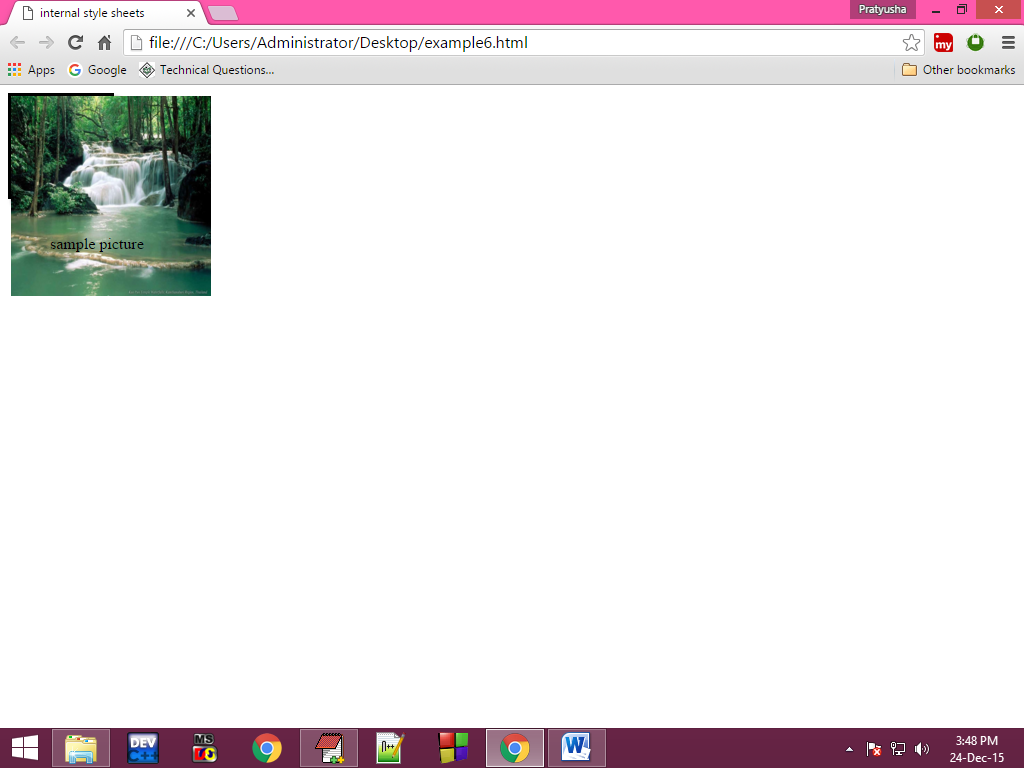 internal style sheets
Pratyusha
file:///C:/Users/Administrator/Desktop/example6.html
my
Apps
Google
Technical Questions...
Other bookmarks
sample picture
DEV
C++
MS
W
3:48 PM
24-Dec-15